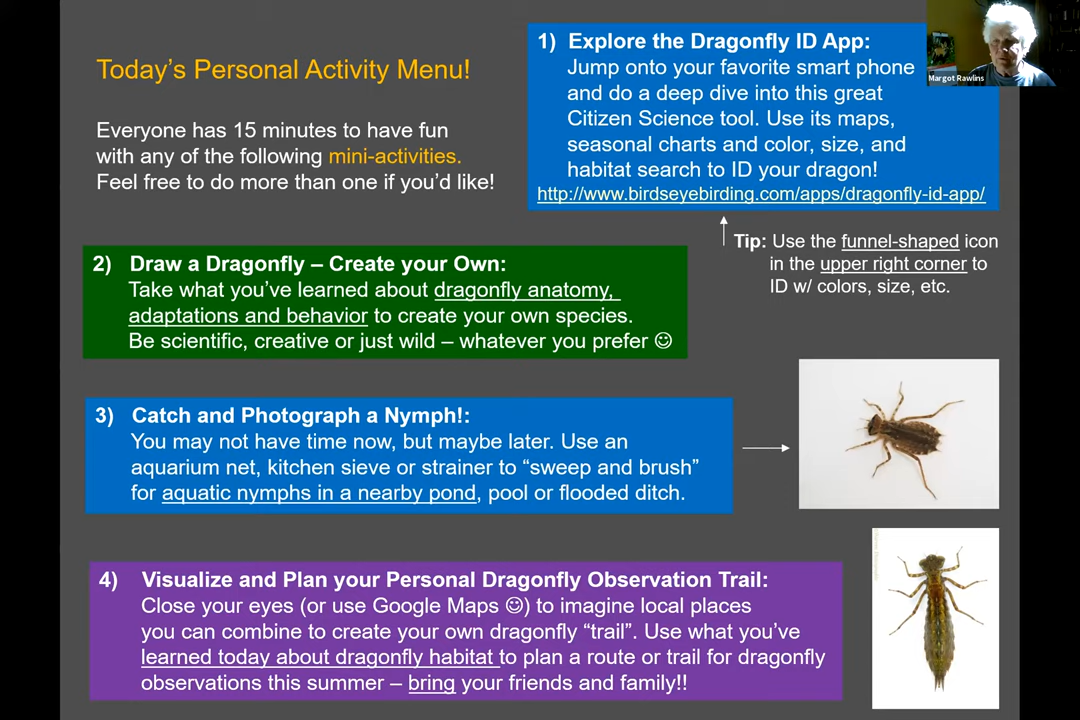 Today's Personal Activity Menu!
Everyone has 15 minutes to have fun
with any of the following mini-activities.
Feel free to do more than one if you'd like!
1) Explore the Dragonfly ID App:
Jump onto your favorite smart phone
and do a deep dive into this great
Citizen Science tool. Use its maps,
seasonal charts and color, size, and
habitat search to ID your dragon!
http://www.birdseyebirding.com/apps/dragonfly-id-app/
Margot Rawlins
Tip: Use the funnel-shaped icon
in the upper right corner to
ID w/ colors, size, etc.
2) Draw a Dragonfly – Create your Own:
Take what you've learned about dragonfly anatomy,
adaptations and behavior to create your own species.
Be scientific, creative or just wild – whatever you prefer ☺
3) Catch and Photograph a Nymph!:
You may not have time now, but maybe later. Use an
aquarium net, kitchen sieve or strainer to “sweep and brush”
for aquatic nymphs in a nearby pond, pool or flooded ditch.
4) Visualize and Plan your Personal Dragonfly Observation Trail:
Close your eyes (or use Google Maps ☺) to imagine local places
you can combine to create your own dragonfly “trail”. Use what you've
learned today about dragonfly habitat to plan a route or trail for dragonfly
observations this summer – bring your friends and family!!